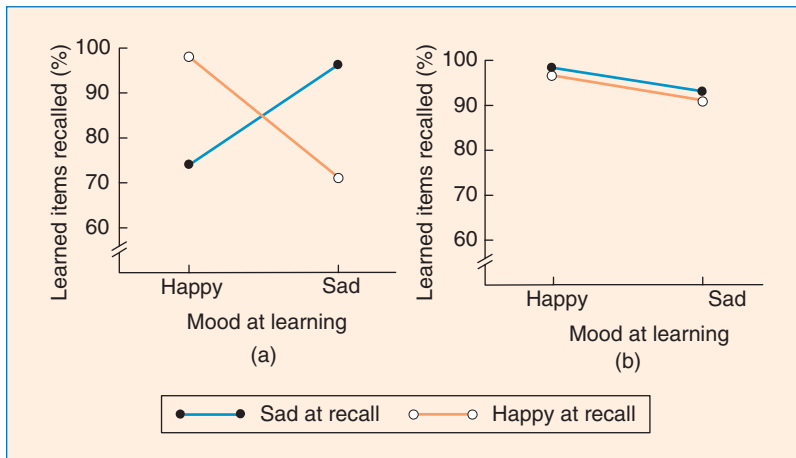 Learned items recalled (%)
100
90
80
70
60
Happy
Sad
Mood at learning
(a)
Learned items recalled (%)
100
90
80
70
60
Happy
Sad
Mood at learning
(b)
Sad at recall
Happy at recall